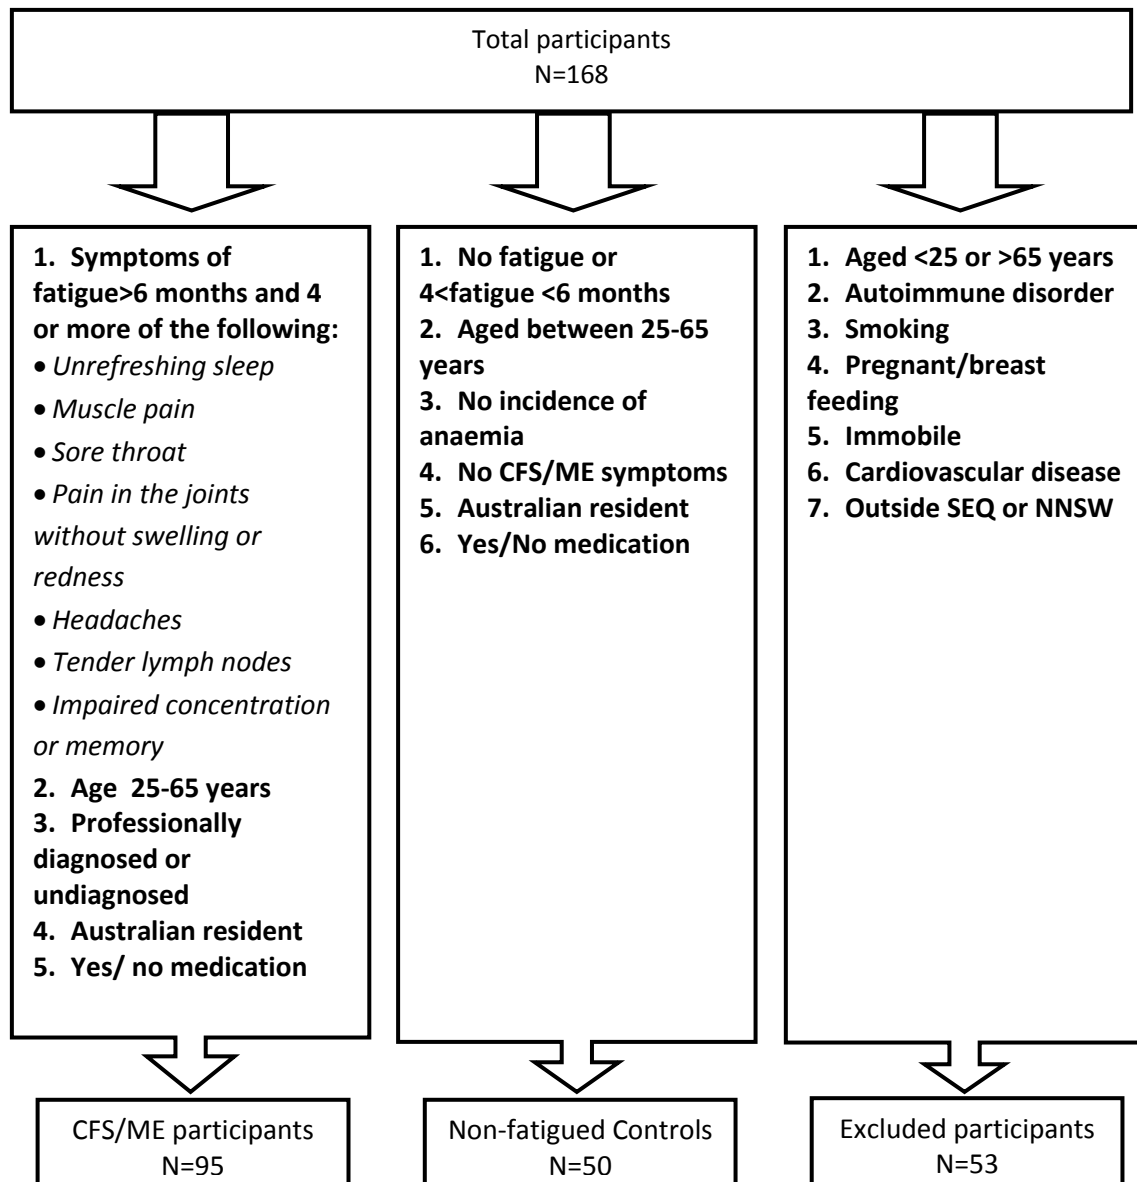 Total participants
N=168
1. Symptoms of
fatigue>6 months and 4
or more of the following:
• Unrefreshing sleep
• Muscle pain
• Sore throat
• Pain in the joints
without swelling or
redness
• Headaches
• Tender lymph nodes
• Impaired concentration
or memory
2. Age 25-65 years
3. Professionally
diagnosed or
undiagnosed
4. Australian resident
5. Yes/ no medication
1. No fatigue or
4<fatigue <6 months
2. Aged between 25-65
years
3. No incidence of
anaemia
4. No CFS/ME symptoms
5. Australian resident
6. Yes/No medication
1. Aged <25 or >65 years
2. Autoimmune disorder
3. Smoking
4. Pregnant/breast
feeding
5. Immobile
6. Cardiovascular disease
7. Outside SEQ or NNSW
CFS/ME participants
N=95
Non-fatigued Controls
N=50
Excluded participants
N=53